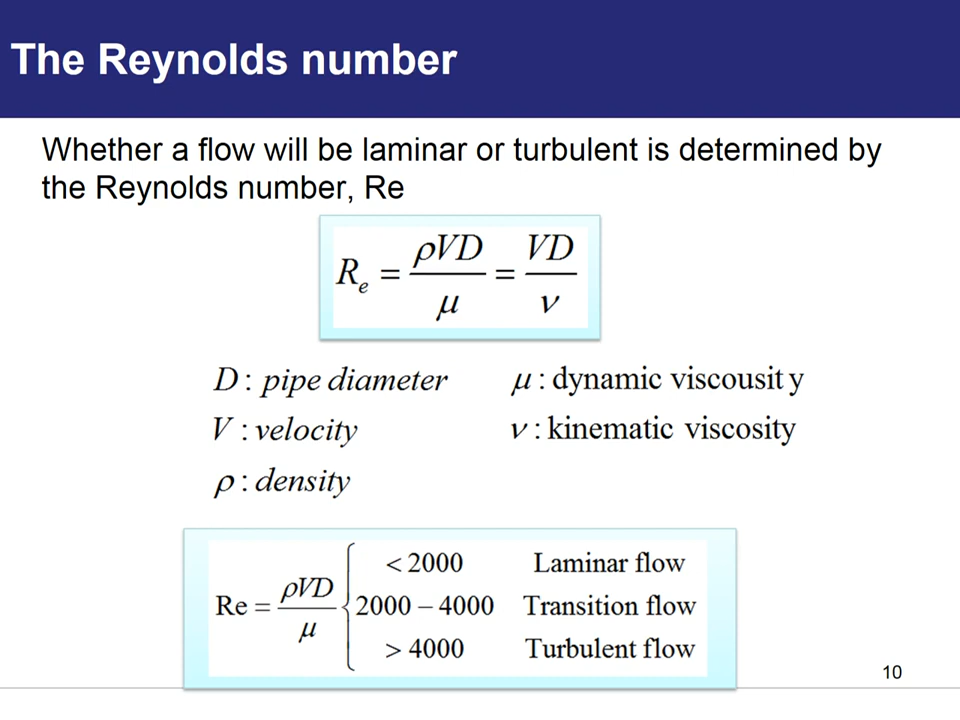 The Reynolds number
Whether a flow will be laminar or turbulent is determined by
the Reynolds number, Re
R_e = ρVD / μ = VD / ν
D : pipe diameter
V : velocity
ρ : density
μ : dynamic viscousit y
ν : kinematic viscosity
Re = ρVD / μ {
< 2000 Laminar flow
2000 – 4000 Transition flow
> 4000 Turbulent flow
10